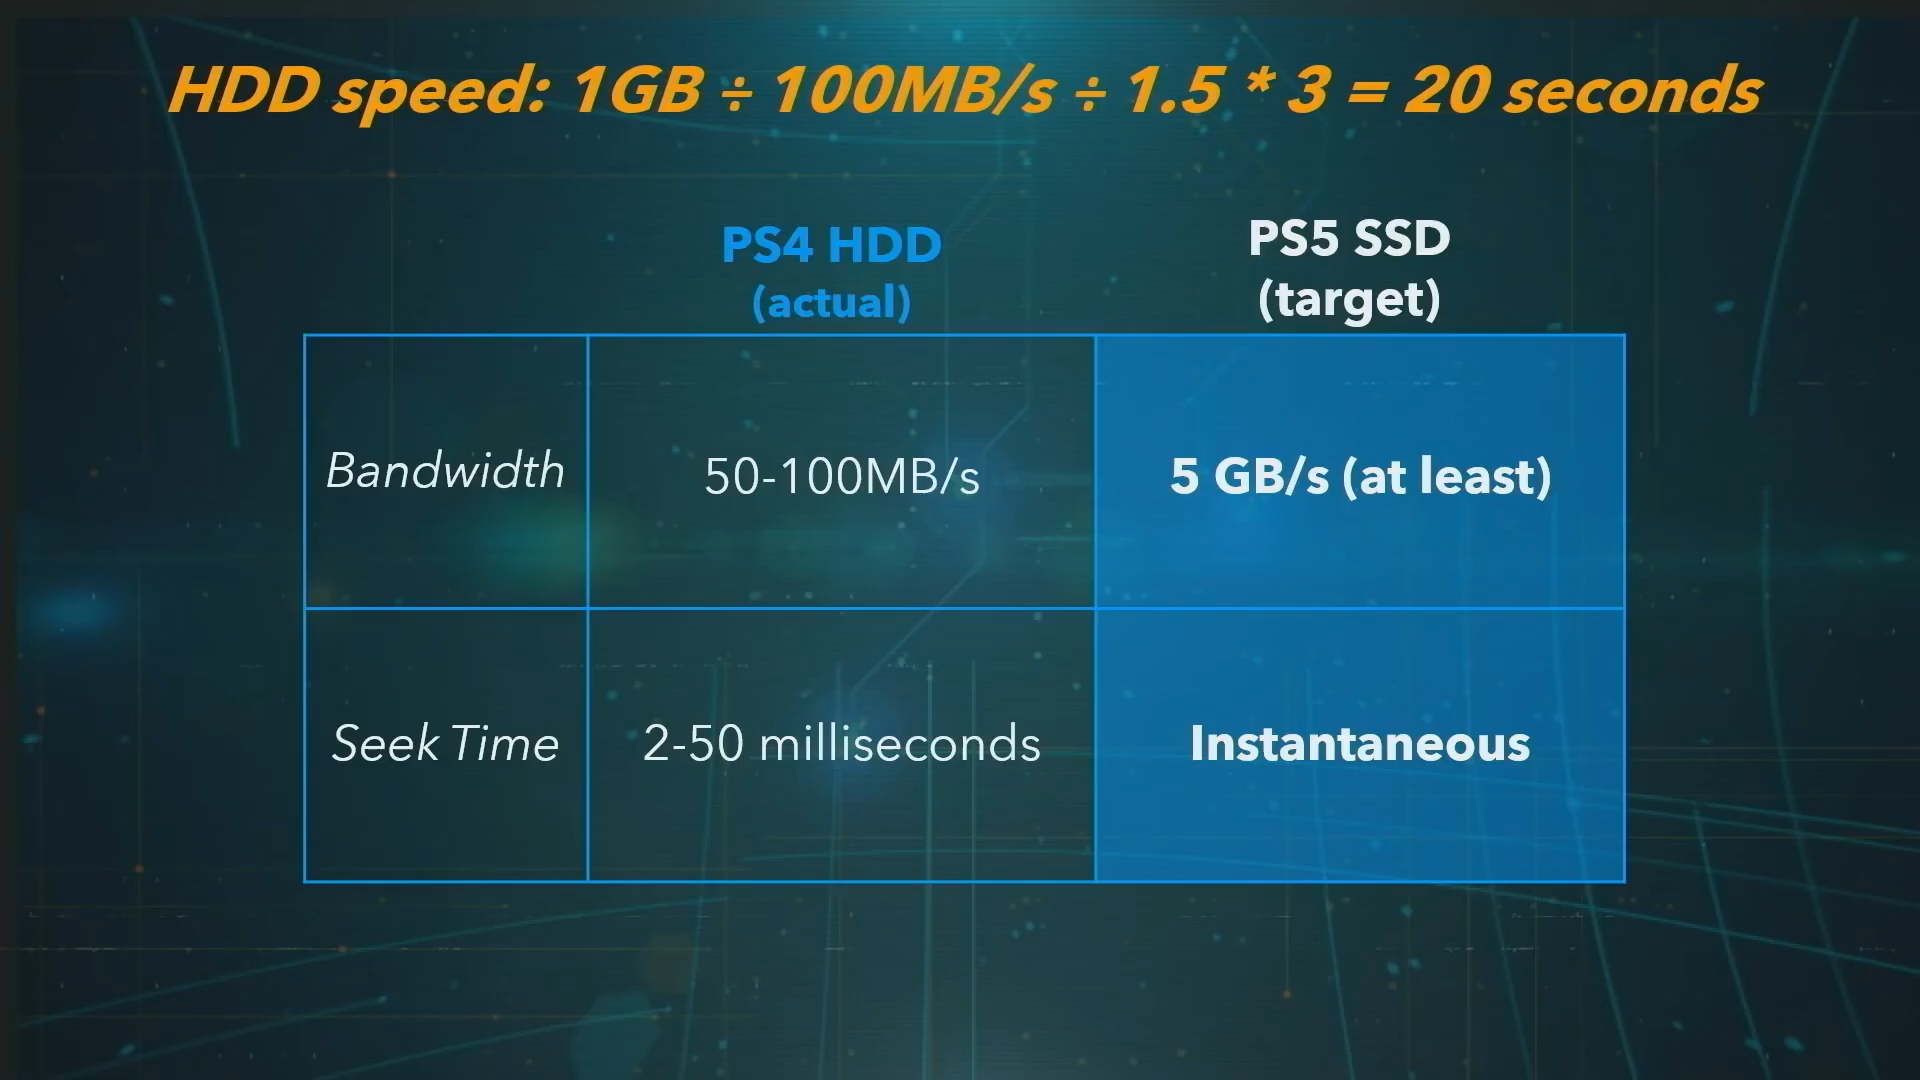 HDD speed: 1GB ÷ 100MB/s ÷ 1.5 * 3 = 20 seconds
PS4 HDD
(actual)
PS5 SSD
(target)
Bandwidth
50-100MB/s
5 GB/s (at least)
Seek Time
2-50 milliseconds
Instantaneous